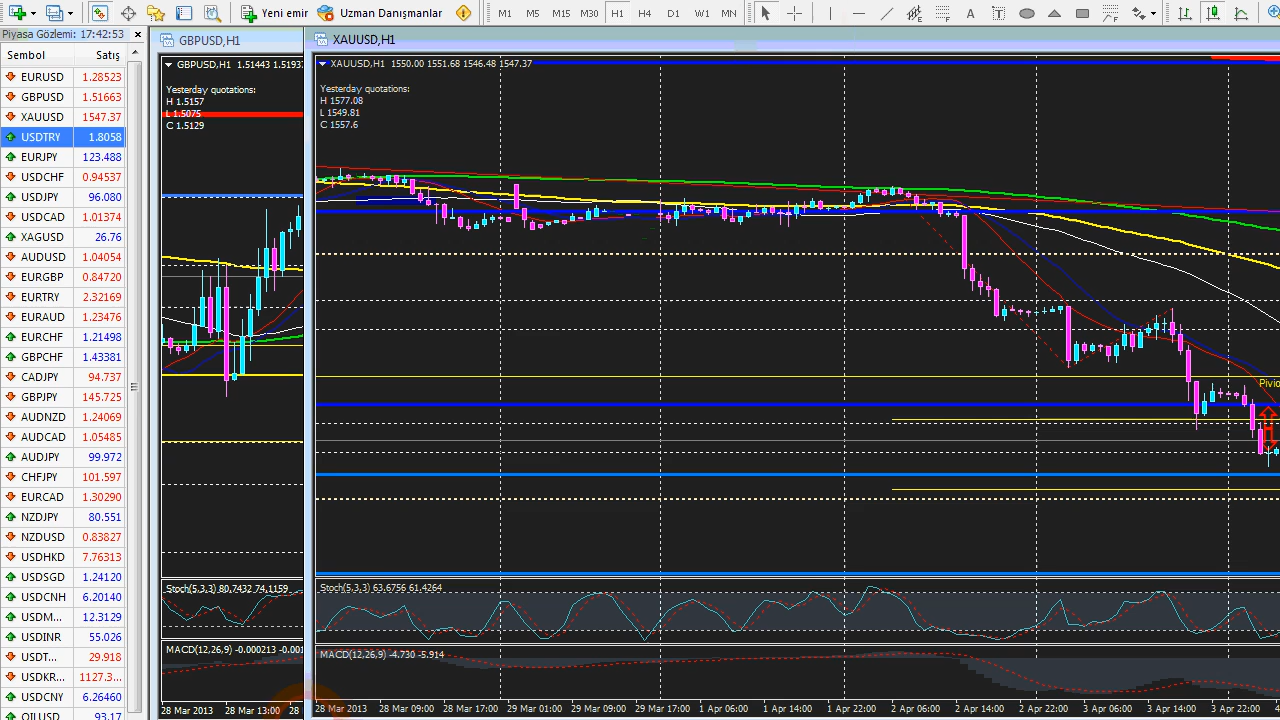 Yeni emir
Uzman Danışmanlar
M1 M5 M15 M30 H1 H4 D1 W1 MN
Piyasa Gözlemi: 17:42:53
Sembol Satış
EURUSD 1.28523
GBPUSD 1.51663
XAUUSD 1547.37
USDTRY 1.8058
EURJPY 123.488
USDCHF 0.94537
USDJPY 96.080
USDCAD 1.01374
XAGUSD 26.76
AUDUSD 1.04054
EURGBP 0.84720
EURTRY 2.32169
EURAUD 1.23476
EURCHF 1.21498
GBPCHF 1.43381
CADJPY 94.737
GBPJPY 145.725
AUDNZD 1.24069
AUDCAD 1.05485
AUDJPY 99.972
CHFJPY 101.597
EURCAD 1.30290
NZDJPY 80.551
NZDUSD 0.83827
USDHKD 7.76313
USDSGD 1.24120
USDCNH 6.20140
USDM... 12.3129
USDINR 55.026
USDT... 29.918
USDKR... 1127.3...
EURCNY 6.26460
OILUSD 93.17
GBPUSD,H1
GBPUSD,H1 1.51443 1.5193
Yesterday quotations:
H 1.5157
L 1.5075
C 1.5129
Stoch(5,3,3) 80.7432 74.1159
MACD(12,26,9) -0.000213 -0.001
28 Mar 2013 28 Mar 13:00 28
XAUUSD,H1
XAUUSD,H1 1550.00 1551.68 1546.48 1547.37
Yesterday quotations:
H 1577.08
L 1549.81
C 1557.6
Pivio
Stoch(5,3,3) 63.6756 61.4264
MACD(12,26,9) -4.730 -5.914
28 Mar 2013 28 Mar 09:00 28 Mar 17:00 29 Mar 01:00 29 Mar 09:00 29 Mar 17:00 1 Apr 06:00 1 Apr 14:00 1 Apr 22:00 2 Apr 06:00 2 Apr 14:00 2 Apr 22:00 3 Apr 06:00 3 Apr 14:00 3 Apr 22:00 4